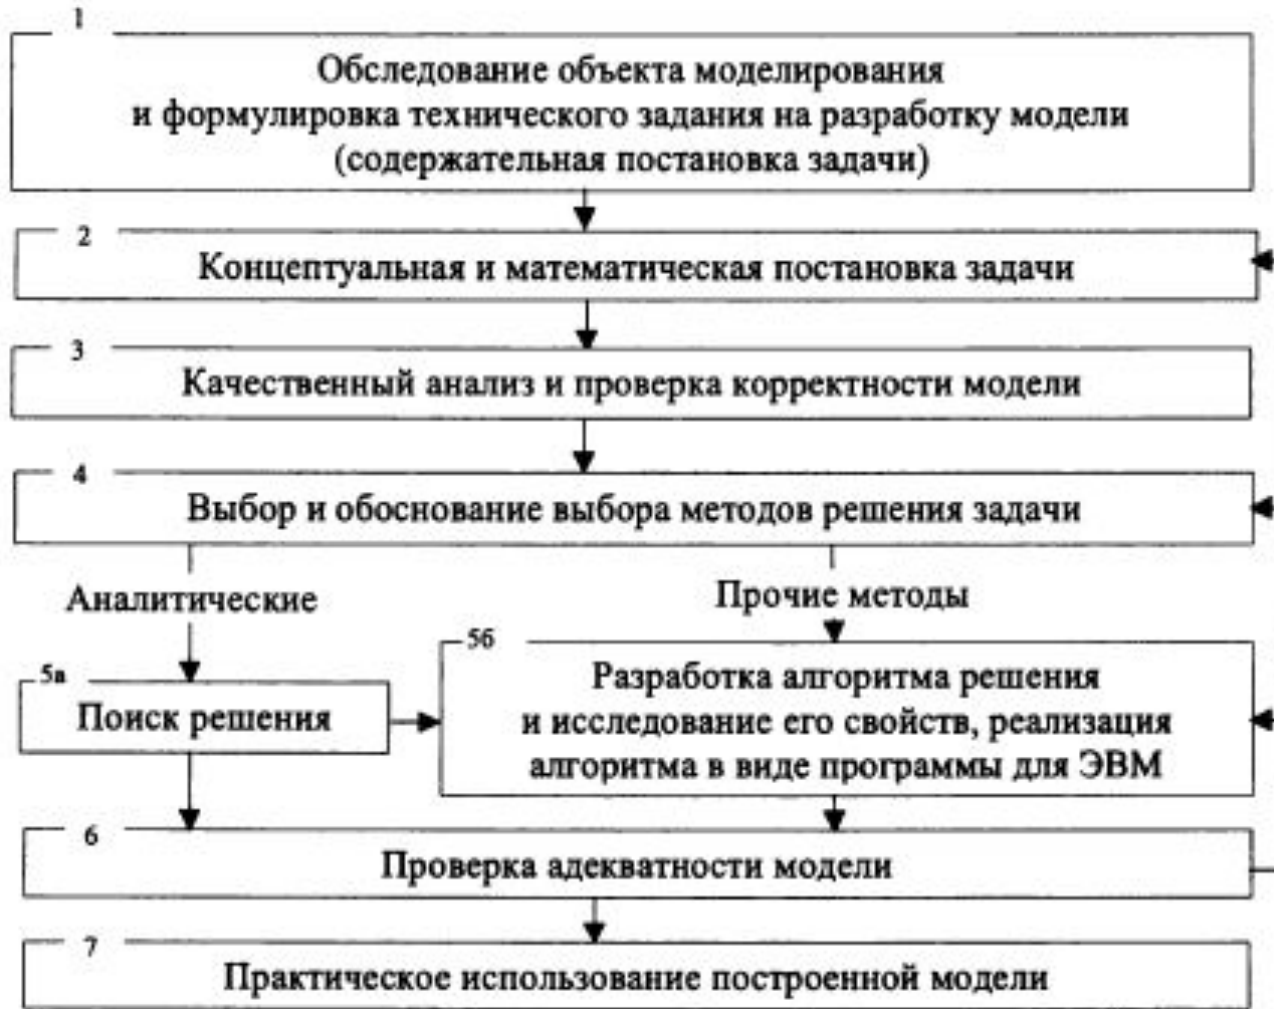 1
Обследование объекта моделирования
и формулировка технического задания на разработку модели
(содержательная постановка задачи)
2
Концептуальная и математическая постановка задачи
3
Качественный анализ и проверка корректности модели
4
Выбор и обоснование выбора методов решения задачи
Аналитические
Прочие методы
5а
Поиск решения
5б
Разработка алгоритма решения
и исследование его свойств, реализация
алгоритма в виде программы для ЭВМ
6
Проверка адекватности модели
7
Практическое использование построенной модели